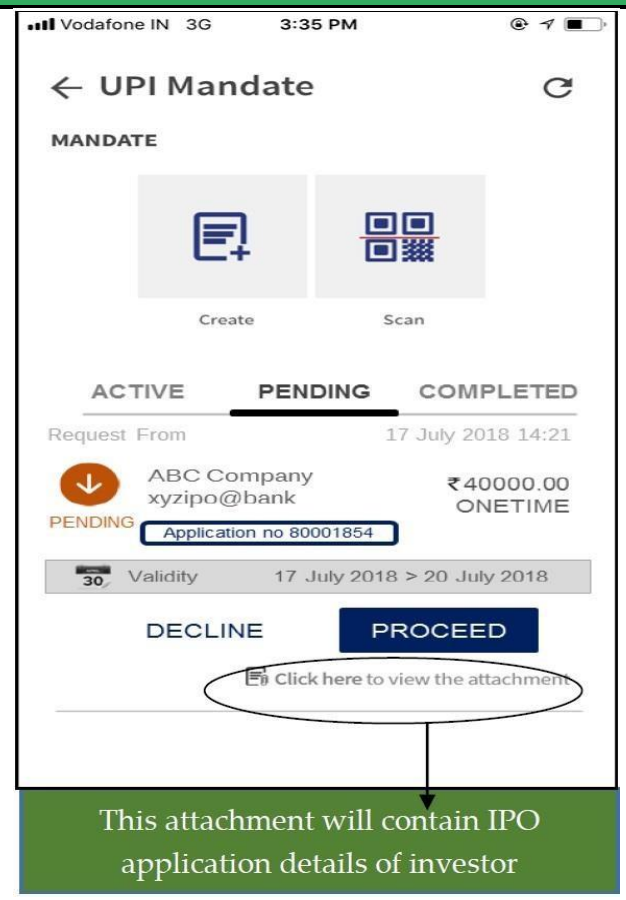 Vodafone IN 3G 3:35 PM
← UPI Mandate
MANDATE
Create Scan
ACTIVE PENDING COMPLETED
Request From 17 July 2018 14:21
ABC Company ₹40000.00
xyzipo@bank ONETIME
PENDING
Application no 80001854
30 Validity 17 July 2018 > 20 July 2018
DECLINE PROCEED
Click here to view the attachment
This attachment will contain IPO
application details of investor